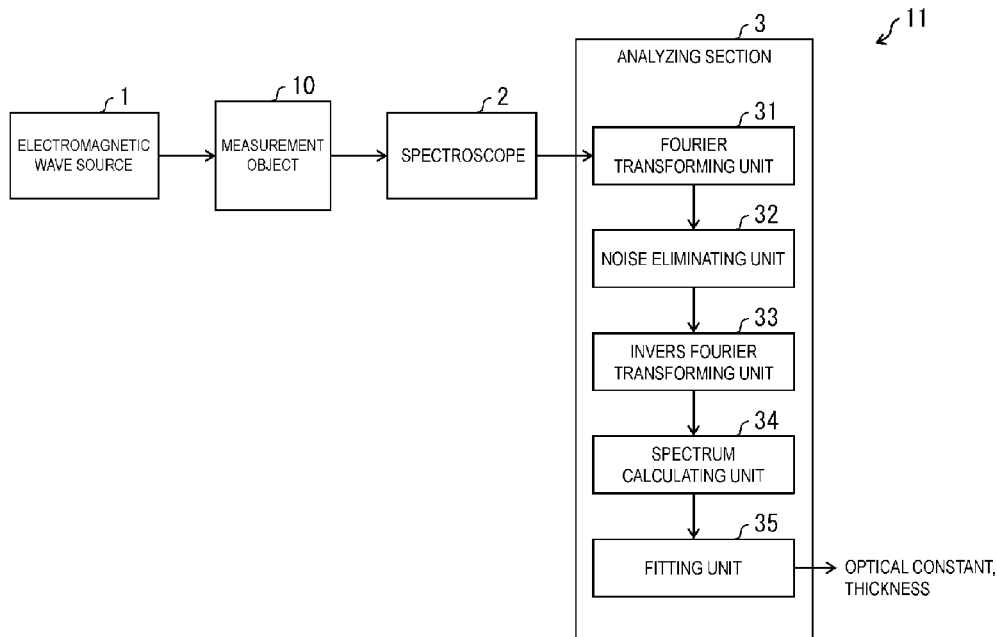 11
3
ANALYZING SECTION
1
ELECTROMAGNETIC
WAVE SOURCE
10
MEASUREMENT
OBJECT
2
SPECTROSCOPE
31
FOURIER
TRANSFORMING UNIT
32
NOISE ELIMINATING UNIT
33
INVERS FOURIER
TRANSFORMING UNIT
34
SPECTRUM
CALCULATING UNIT
35
FITTING UNIT
OPTICAL CONSTANT,
THICKNESS